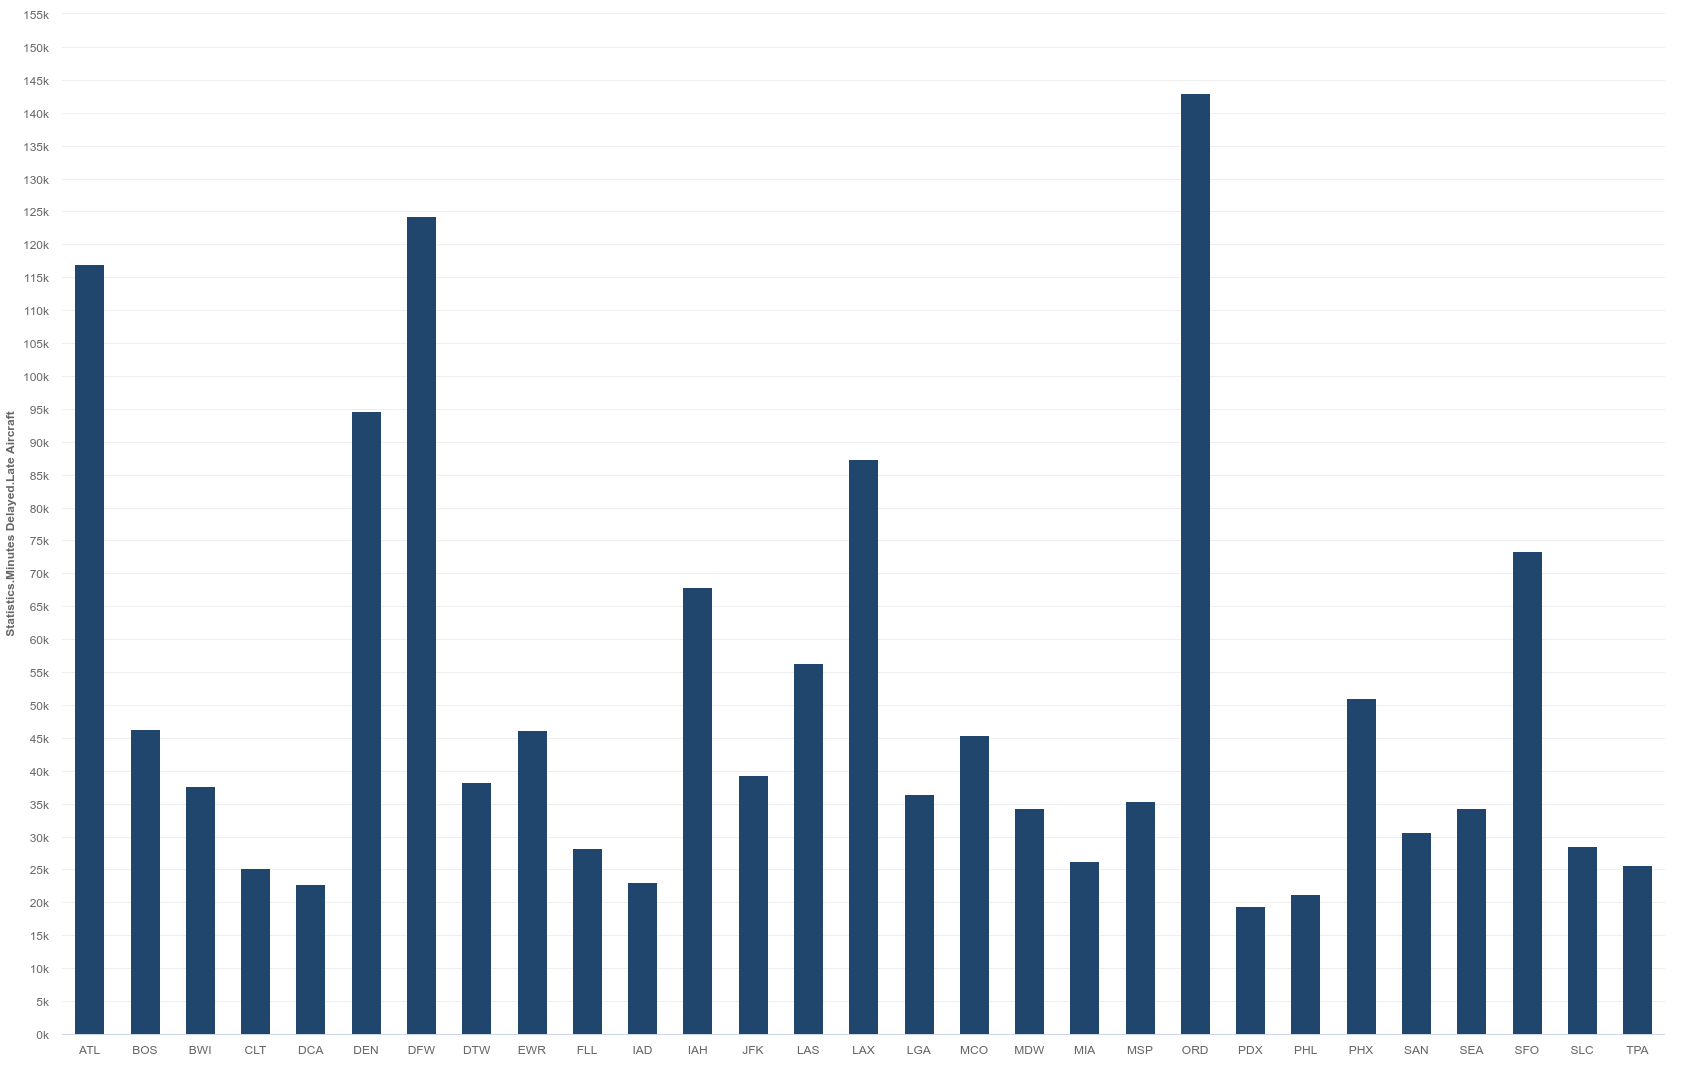 155k
150k
145k
140k
135k
130k
125k
120k
115k
110k
105k
100k
95k
90k
85k
80k
75k
70k
65k
60k
55k
50k
45k
40k
35k
30k
25k
20k
15k
10k
5k
0k
Statistics.Minutes Delayed.Late Aircraft
ATL BOS BWI CLT DCA DEN DFW DTW EWR FLL IAD IAH JFK LAS LAX LGA MCO MDW MIA MSP ORD PDX PHL PHX SAN SEA SFO SLC TPA